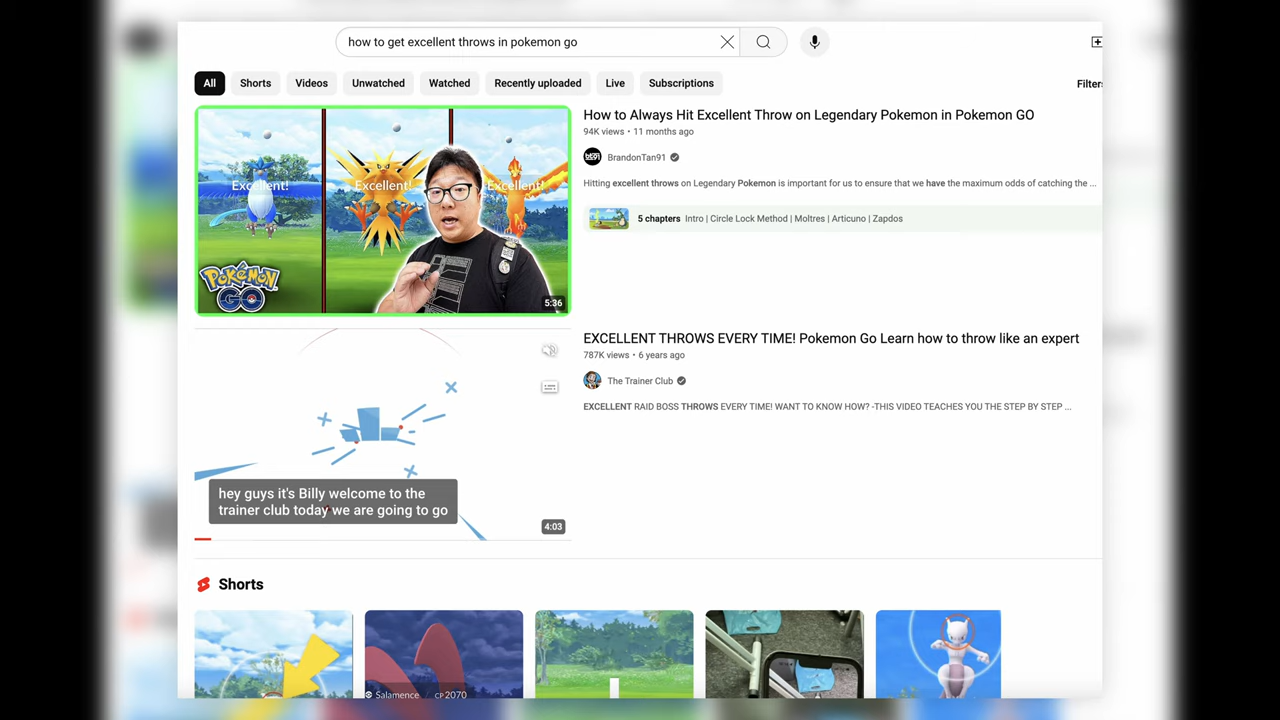 how to get excellent throws in pokemon go
All Shorts Videos Unwatched Watched Recently uploaded Live Subscriptions Filters
Excellent! Excellent! Excellent!
POKÉMON
GO
5:36
How to Always Hit Excellent Throw on Legendary Pokemon in Pokemon GO
94K views • 11 months ago
BrandonTan91
Hitting excellent throws on Legendary Pokemon is important for us to ensure that we have the maximum odds of catching the ...
5 chapters Intro | Circle Lock Method | Moltres | Articuno | Zapdos
hey guys it's Billy welcome to the
trainer club today we are going to go
4:03
EXCELLENT THROWS EVERY TIME! Pokemon Go Learn how to throw like an expert
787K views • 6 years ago
The Trainer Club
EXCELLENT RAID BOSS THROWS EVERY TIME! WANT TO KNOW HOW? -THIS VIDEO TEACHES YOU THE STEP BY STEP ...
Shorts
Salamence CP2070